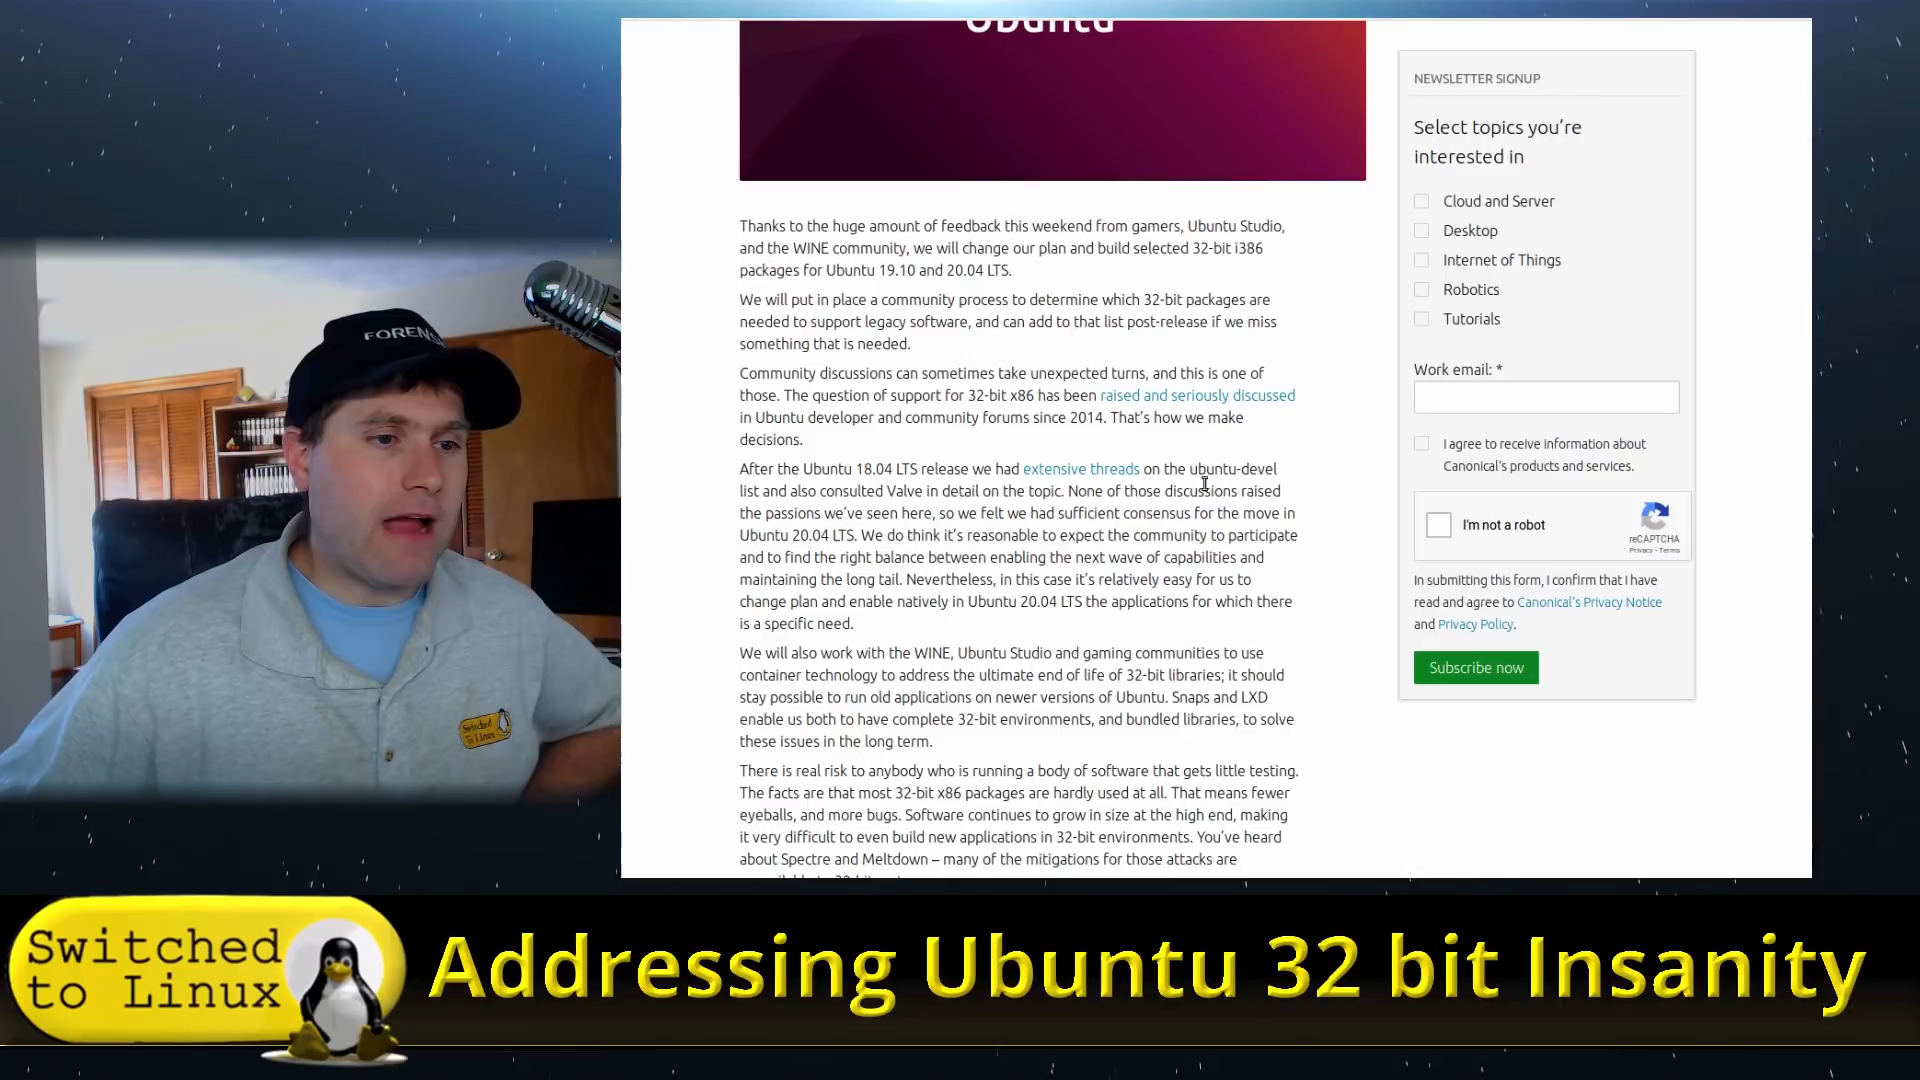 Ubuntu
Thanks to the huge amount of feedback this weekend from gamers, Ubuntu Studio,
and the WINE community, we will change our plan and build selected 32-bit i386
packages for Ubuntu 19.10 and 20.04 LTS.
We will put in place a community process to determine which 32-bit packages are
needed to support legacy software, and can add to that list post-release if we miss
something that is needed.
Community discussions can sometimes take unexpected turns, and this is one of
those. The question of support for 32-bit x86 has been raised and seriously discussed
in Ubuntu developer and community forums since 2014. That's how we make
decisions.
After the Ubuntu 18.04 LTS release we had extensive threads on the ubuntu-devel
list and also consulted Valve in detail on the topic. None of those discussions raised
the passions we've seen here, so we felt we had sufficient consensus for the move in
Ubuntu 20.04 LTS. We do think it's reasonable to expect the community to participate
and to find the right balance between enabling the next wave of capabilities and
maintaining the long tail. Nevertheless, in this case it's relatively easy for us to
change plan and enable natively in Ubuntu 20.04 LTS the applications for which there
is a specific need.
We will also work with the WINE, Ubuntu Studio and gaming communities to use
container technology to address the ultimate end of life of 32-bit libraries; it should
stay possible to run old applications on newer versions of Ubuntu. Snaps and LXD
enable us both to have complete 32-bit environments, and bundled libraries, to solve
these issues in the long term.
There is real risk to anybody who is running a body of software that gets little testing.
The facts are that most 32-bit x86 packages are hardly used at all. That means fewer
eyeballs, and more bugs. Software continues to grow in size at the high end, making
it very difficult to even build new applications in 32-bit environments. You've heard
about Spectre and Meltdown – many of the mitigations for those attacks are
NEWSLETTER SIGNUP
Select topics you're
interested in
Cloud and Server
Desktop
Internet of Things
Robotics
Tutorials
Work email: *
I agree to receive information about
Canonical's products and services.
I'm not a robot
reCAPTCHA
Privacy - Terms
In submitting this form, I confirm that I have
read and agree to Canonical's Privacy Notice
and Privacy Policy.
Subscribe now
FOREN
Switched
To Linux
Switched
to Linux
Addressing Ubuntu 32 bit Insanity